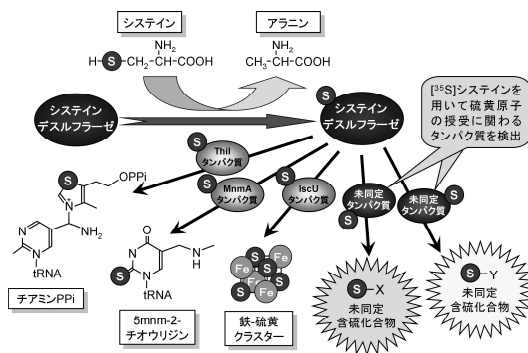 システイン
アラニン
H-S-CH₂-CH-COOH
NH₂
CH₃-CH-COOH
NH₂
[³⁵S]システインを
用いて硫黄原子
の授受に関わる
タンパク質を検出
システイン
デスルフラーゼ
S
システイン
デスルフラーゼ
S
ThiI
タンパク質
S
MnmA
タンパク質
S
IscU
タンパク質
未同定
タンパク質
S
未同定
タンパク質
S
S
OPPi
N⁺
N
N
NH₂
tRNA
チアミンPPi
O
HN
N
H
S
N
tRNA
5mnm-2-
チオウリジン
S
Fe
S
Fe
S
Fe
S
Fe
鉄-硫黄
クラスター
S-X
未同定
含硫化合物
S-Y
未同定
含硫化合物